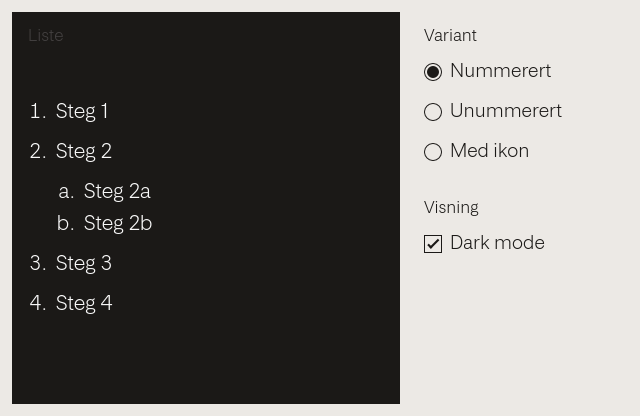 Liste
1. Steg 1
2. Steg 2
a. Steg 2a
b. Steg 2b
3. Steg 3
4. Steg 4
Variant
Nummerert
Unummerert
Med ikon
Visning
Dark mode